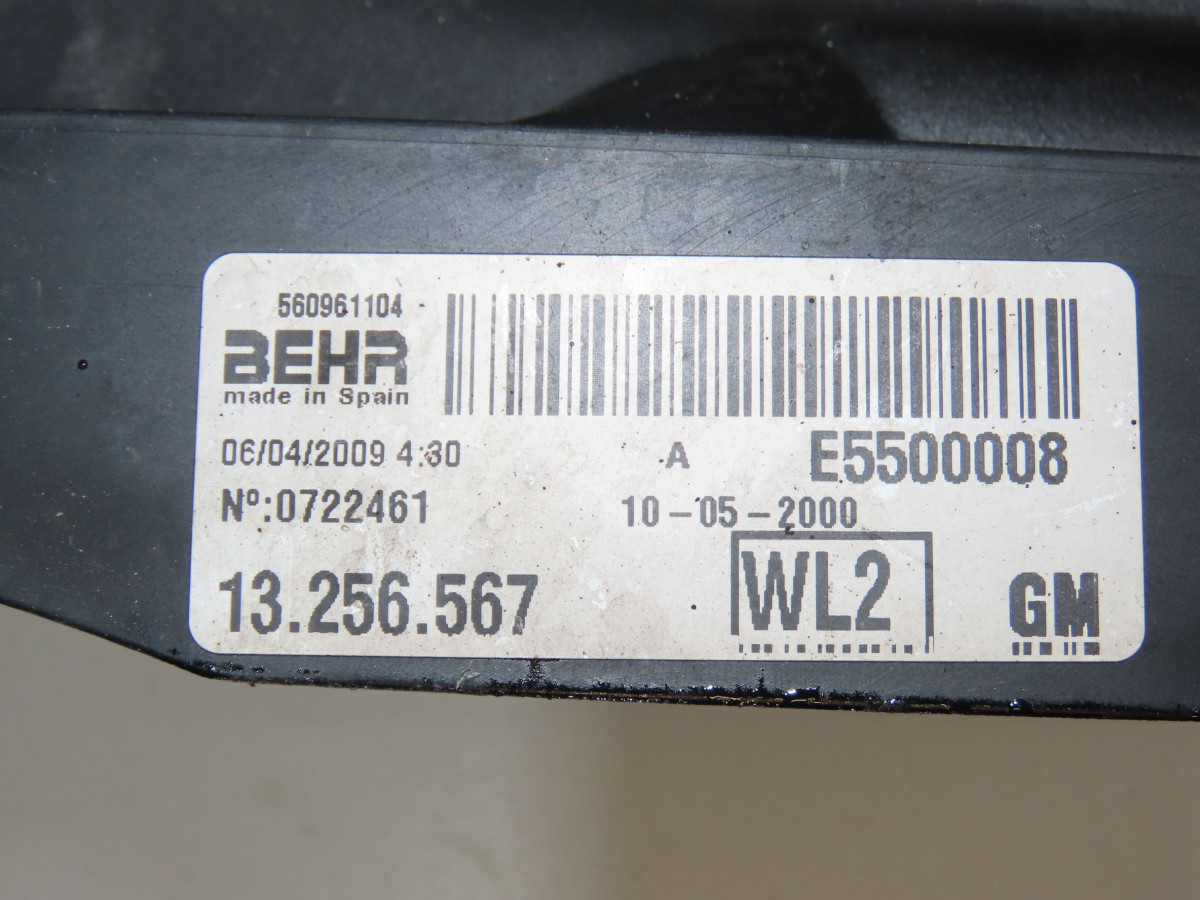 560961104
BEHR
made in Spain
06/04/2009 4:30 A E5500008
Nº:0722461 10-05-2000
13.256.567 WL2 GM